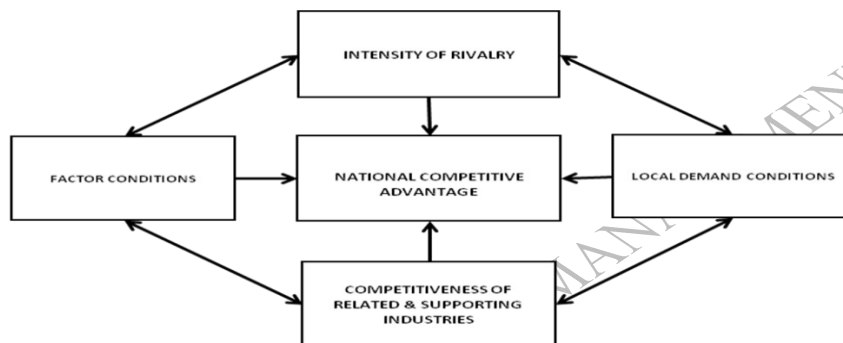 INTENSITY OF RIVALRY
FACTOR CONDITIONS
NATIONAL COMPETITIVE
ADVANTAGE
LOCAL DEMAND CONDITIONS
COMPETITIVENESS OF
RELATED & SUPPORTING
INDUSTRIES